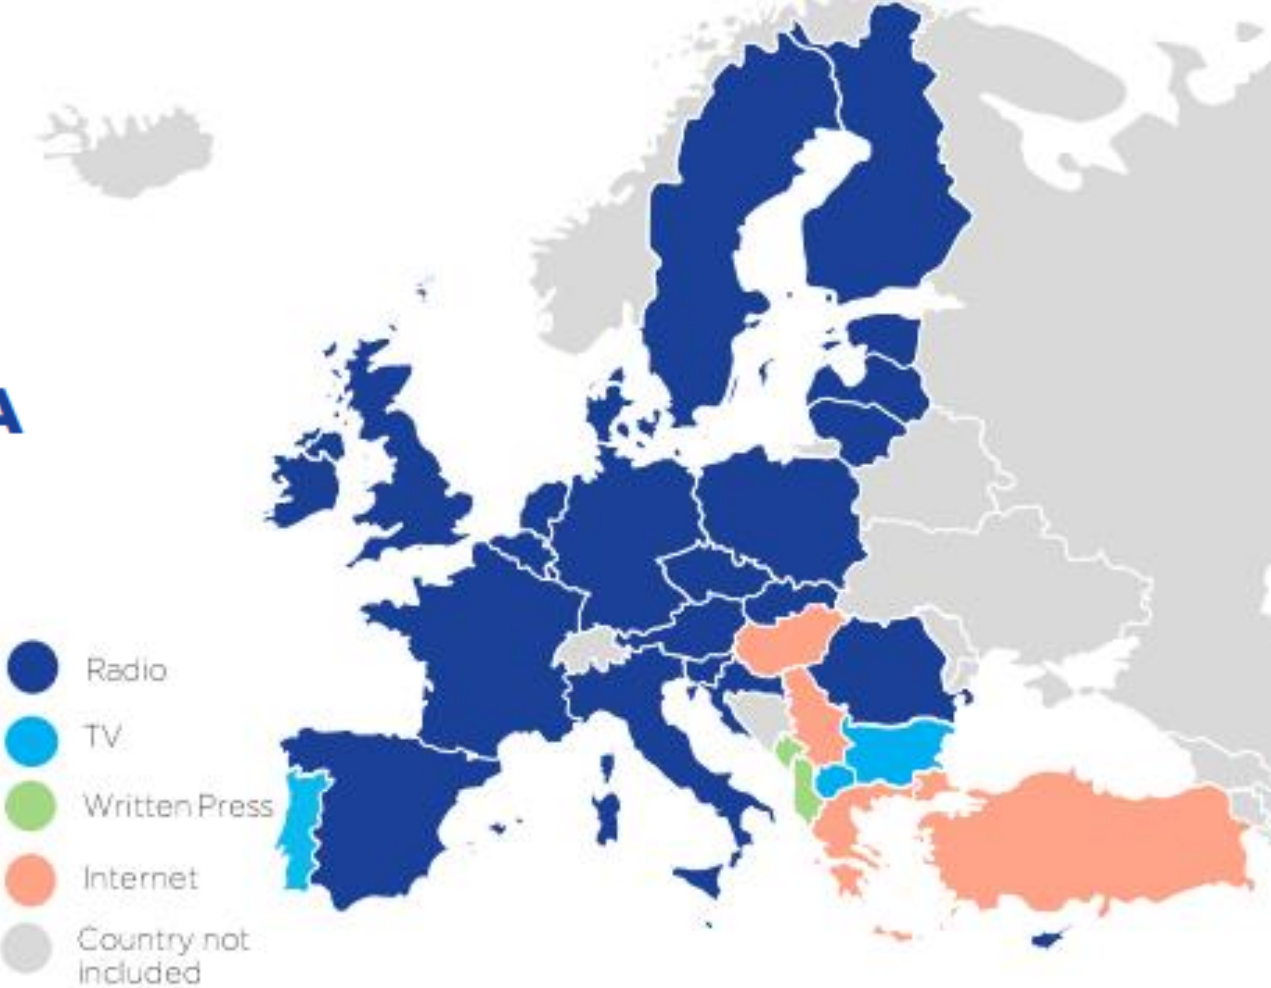 A
Radio
TV
Written Press
Internet
Country not
included